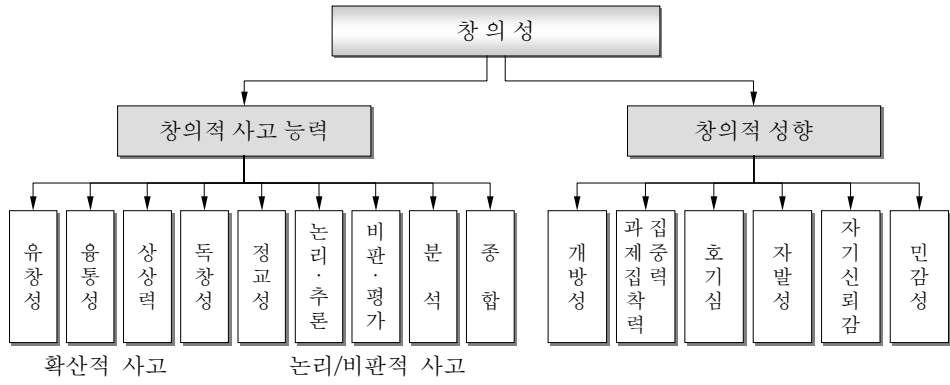 창 의 성
창의적 사고 능력
창의적 성향
유창성
융통성
상상력
독창성
정교성
논리·추론
비판·평가
분 석
종 합
개방성
과제집착력
집중력
호기심
자발성
자기신뢰감
민감성
확산적 사고
논리/비판적 사고